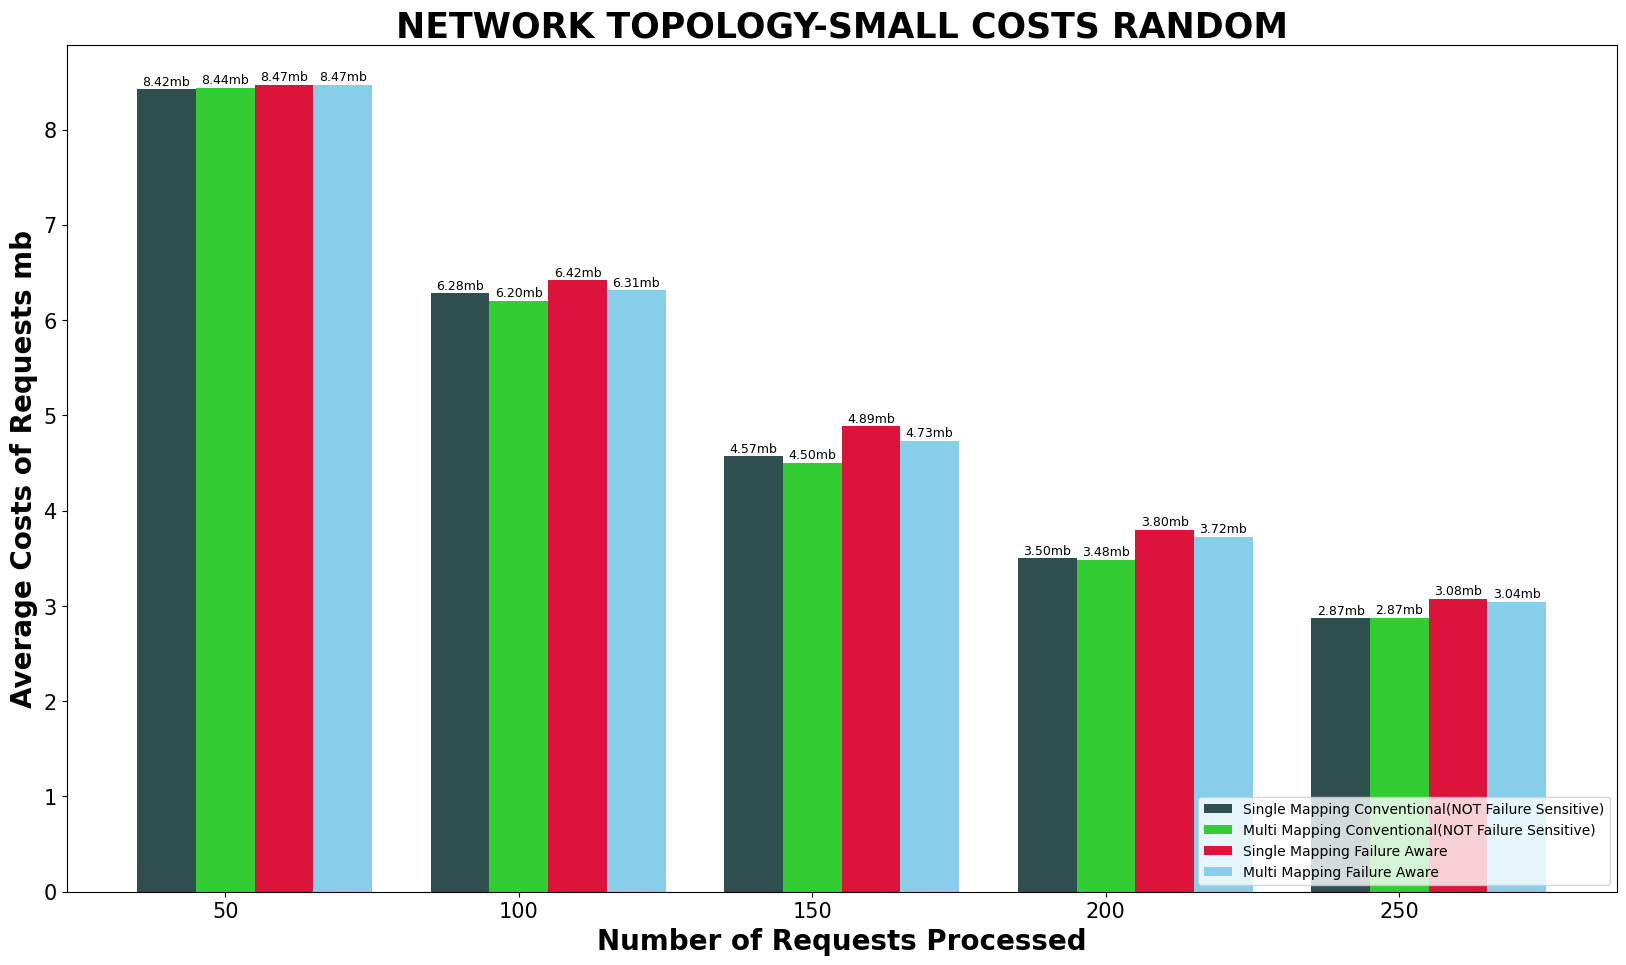 NETWORK TOPOLOGY-SMALL COSTS RANDOM
Average Costs of Requests mb
8
7
6
5
4
3
2
1
0
8.42mb 8.44mb 8.47mb 8.47mb
6.28mb 6.20mb 6.42mb 6.31mb
4.57mb 4.50mb 4.89mb 4.73mb
3.50mb 3.48mb 3.80mb 3.72mb
2.87mb 2.87mb 3.08mb 3.04mb
Single Mapping Conventional(NOT Failure Sensitive)
Multi Mapping Conventional(NOT Failure Sensitive)
Single Mapping Failure Aware
Multi Mapping Failure Aware
50 100 150 200 250
Number of Requests Processed